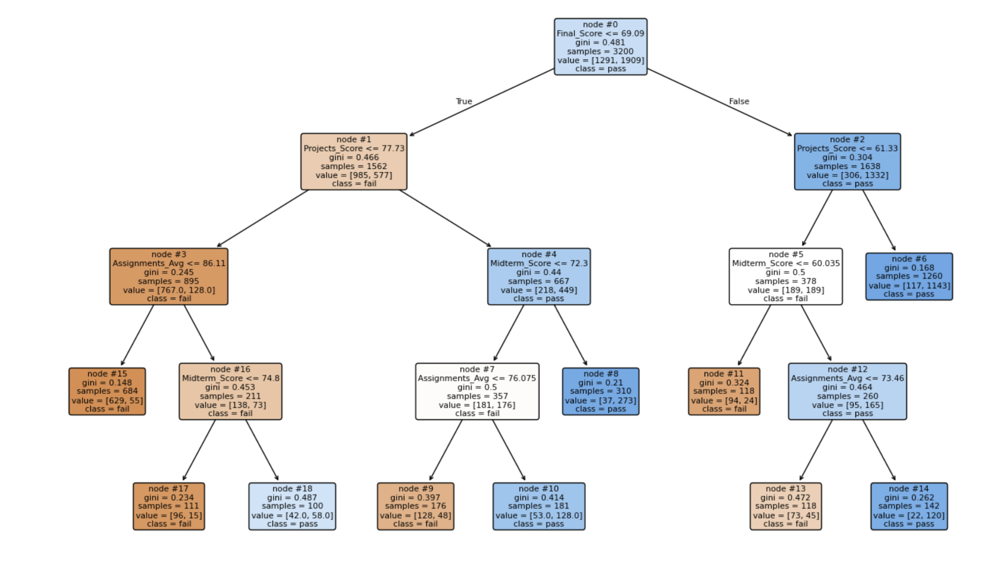 node #0
Final_Score <= 69.09
gini = 0.481
samples = 3200
value = [1291, 1909]
class = pass
True
False
node #1
Projects_Score <= 77.73
gini = 0.466
samples = 1562
value = [985, 577]
class = fail
node #2
Projects_Score <= 61.33
gini = 0.304
samples = 1638
value = [306, 1332]
class = pass
node #3
Assignments_Avg <= 86.11
gini = 0.245
samples = 895
value = [767.0, 128.0]
class = fail
node #4
Midterm_Score <= 72.3
gini = 0.44
samples = 667
value = [218, 449]
class = pass
node #5
Midterm_Score <= 60.035
gini = 0.5
samples = 378
value = [189, 189]
class = fail
node #6
gini = 0.168
samples = 1260
value = [117, 1143]
class = pass
node #15
gini = 0.148
samples = 684
value = [629, 55]
class = fail
node #16
Midterm_Score <= 74.8
gini = 0.453
samples = 211
value = [138, 73]
class = fail
node #7
Assignments_Avg <= 76.075
gini = 0.5
samples = 357
value = [181, 176]
class = fail
node #8
gini = 0.21
samples = 310
value = [37, 273]
class = pass
node #11
gini = 0.324
samples = 118
value = [94, 24]
class = fail
node #12
Assignments_Avg <= 73.46
gini = 0.464
samples = 260
value = [95, 165]
class = pass
node #17
gini = 0.234
samples = 111
value = [96, 15]
class = fail
node #18
gini = 0.487
samples = 100
value = [42.0, 58.0]
class = pass
node #9
gini = 0.397
samples = 176
value = [128, 48]
class = fail
node #10
gini = 0.414
samples = 181
value = [53.0, 128.0]
class = pass
node #13
gini = 0.472
samples = 118
value = [73, 45]
class = fail
node #14
gini = 0.262
samples = 142
value = [22, 120]
class = pass